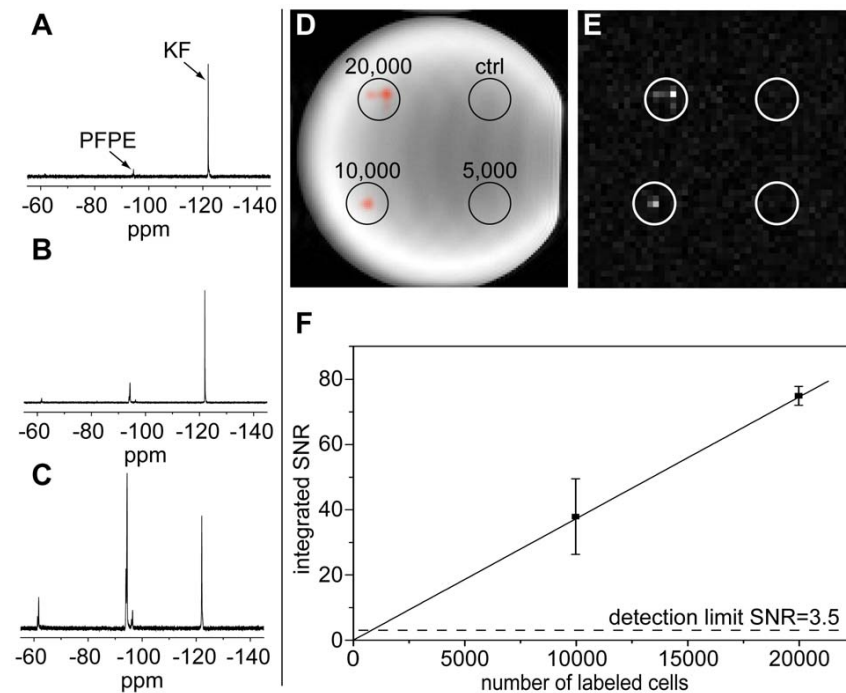 A
KF
PFPE
-60 -80 -100 -120 -140
ppm
B
-60 -80 -100 -120 -140
ppm
C
-60 -80 -100 -120 -140
ppm
D
20,000 ctrl
10,000 5,000
E
F
80
60
40
20
0
integrated SNR
detection limit SNR=3.5
0 5000 10000 15000 20000
number of labeled cells